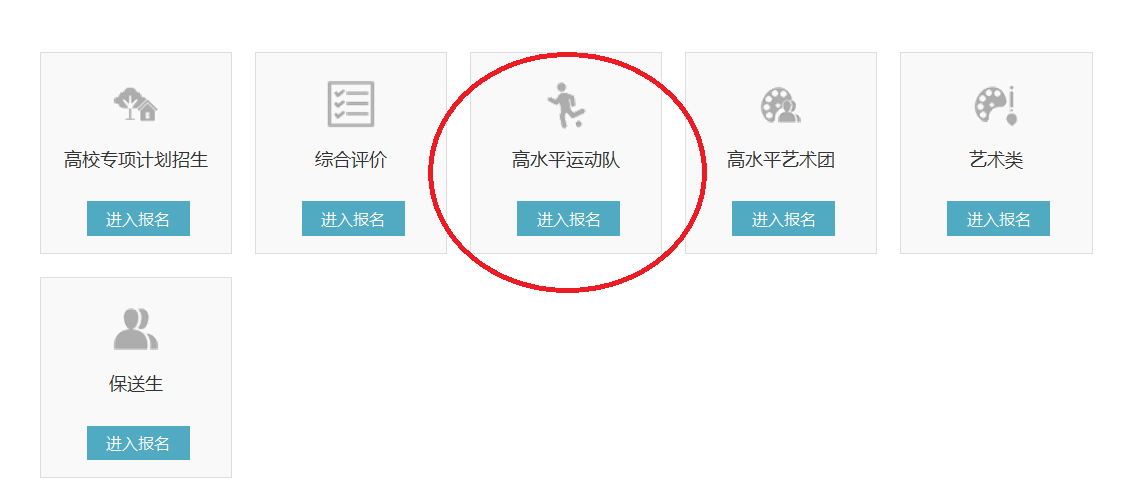 高校专项计划招生
综合评价
高水平运动队
高水平艺术团
艺术类
进入报名
进入报名
进入报名
进入报名
进入报名
保送生
进入报名